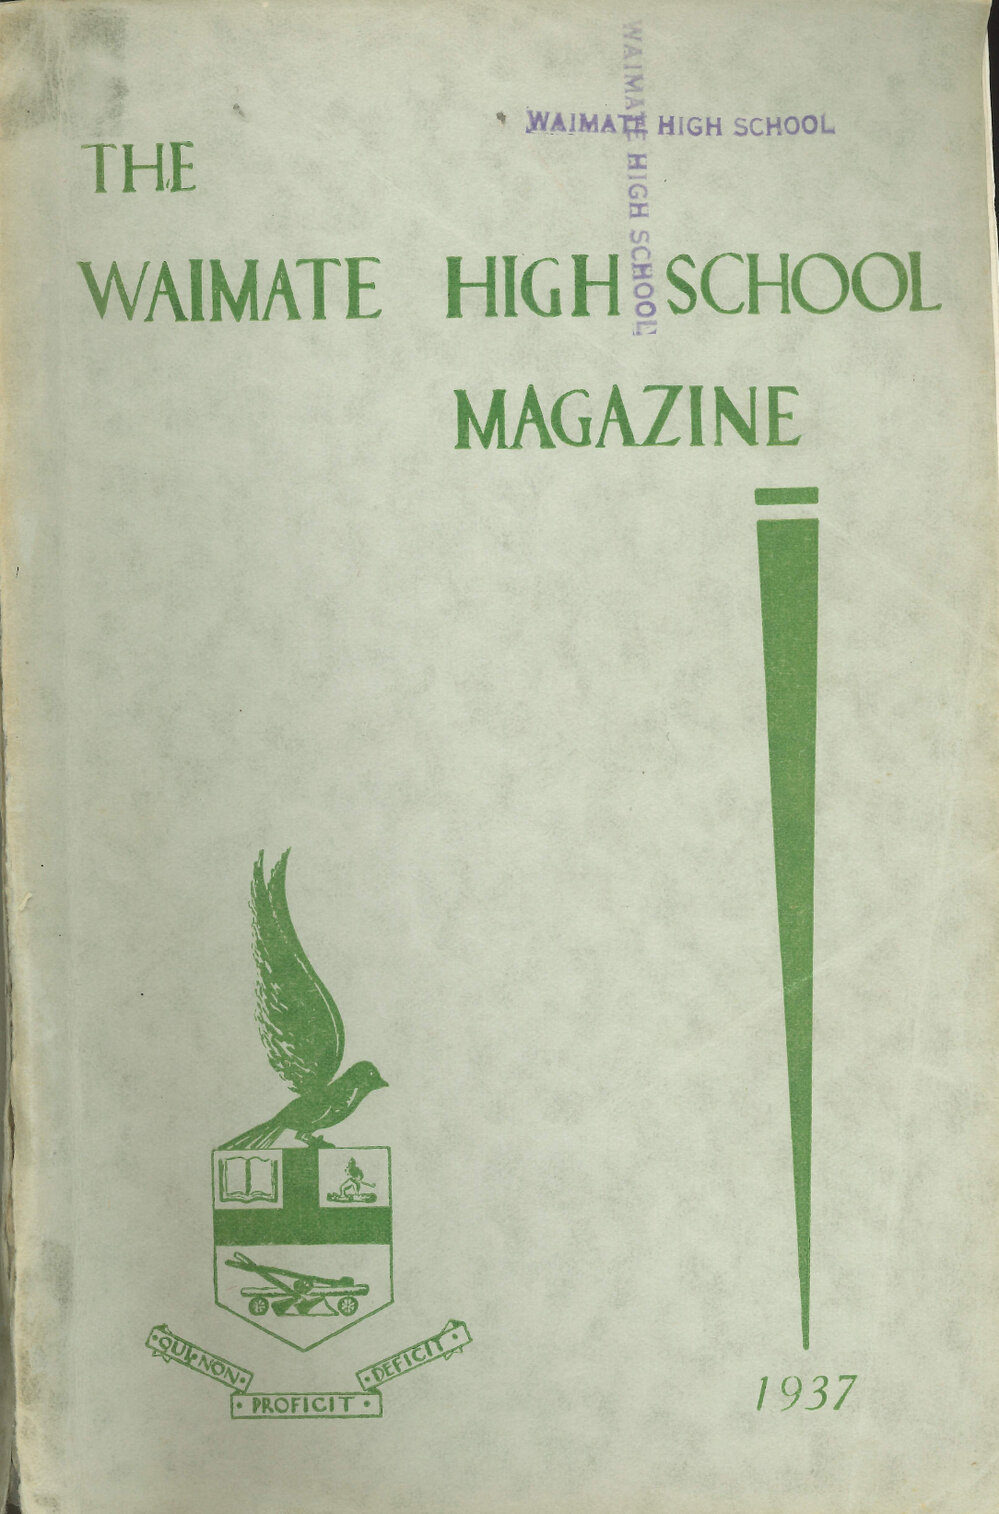 WAIMATE HIGH SCHOOL
WAIMATE HIGH SCHOOL
THE
WAIMATE HIGH SCHOOL
MAGAZINE
QUI NON
PROFICIT
DEFICIT
1937